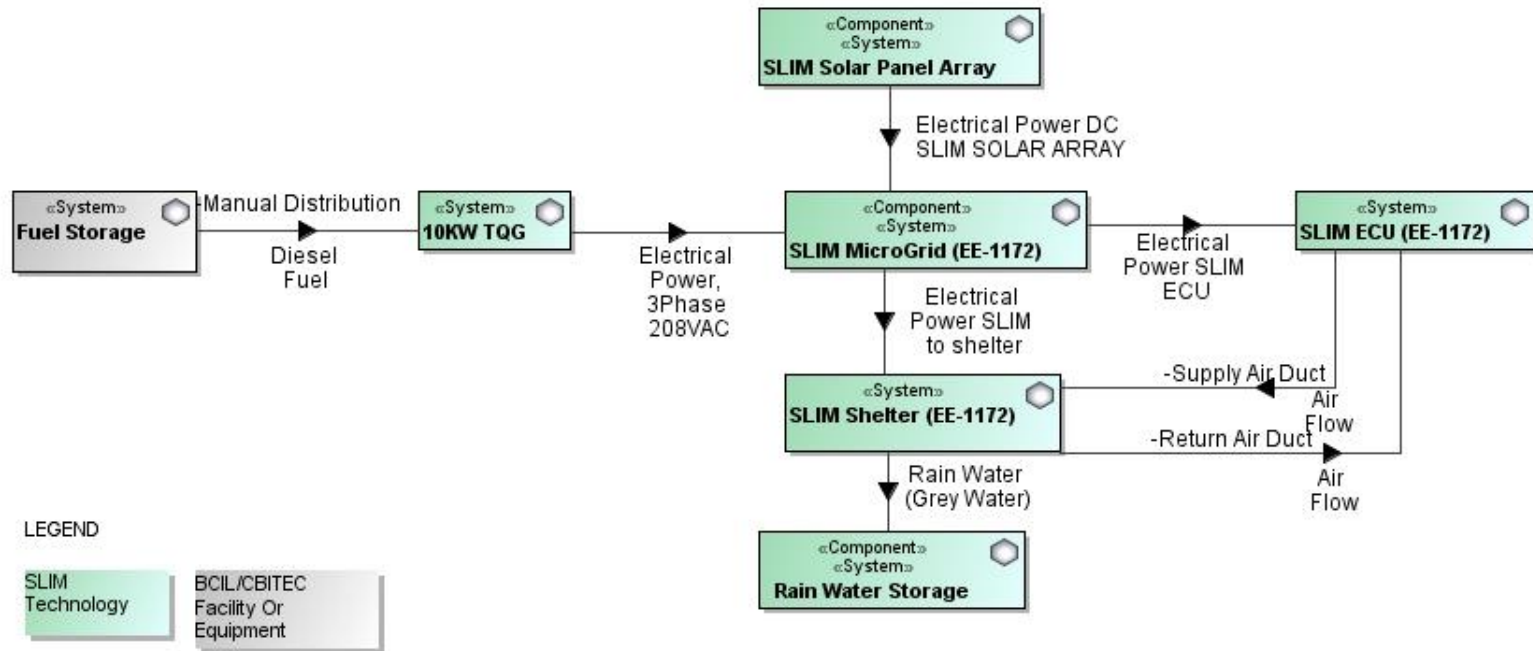 «Component»
«System»
SLIM Solar Panel Array
Electrical Power DC
SLIM SOLAR ARRAY
«System»
Fuel Storage
-Manual Distribution
Diesel
Fuel
«System»
10KW TQG
Electrical
Power,
3Phase
208VAC
«Component»
«System»
SLIM MicroGrid (EE-1172)
Electrical
Power SLIM
ECU
«System»
SLIM ECU (EE-1172)
Electrical
Power SLIM
to shelter
-Supply Air Duct
Air
Flow
«System»
SLIM Shelter (EE-1172)
-Return Air Duct
Air
Flow
Rain Water
(Grey Water)
«Component»
«System»
Rain Water Storage
LEGEND
SLIM
Technology
BCIL/CBITEC
Facility Or
Equipment